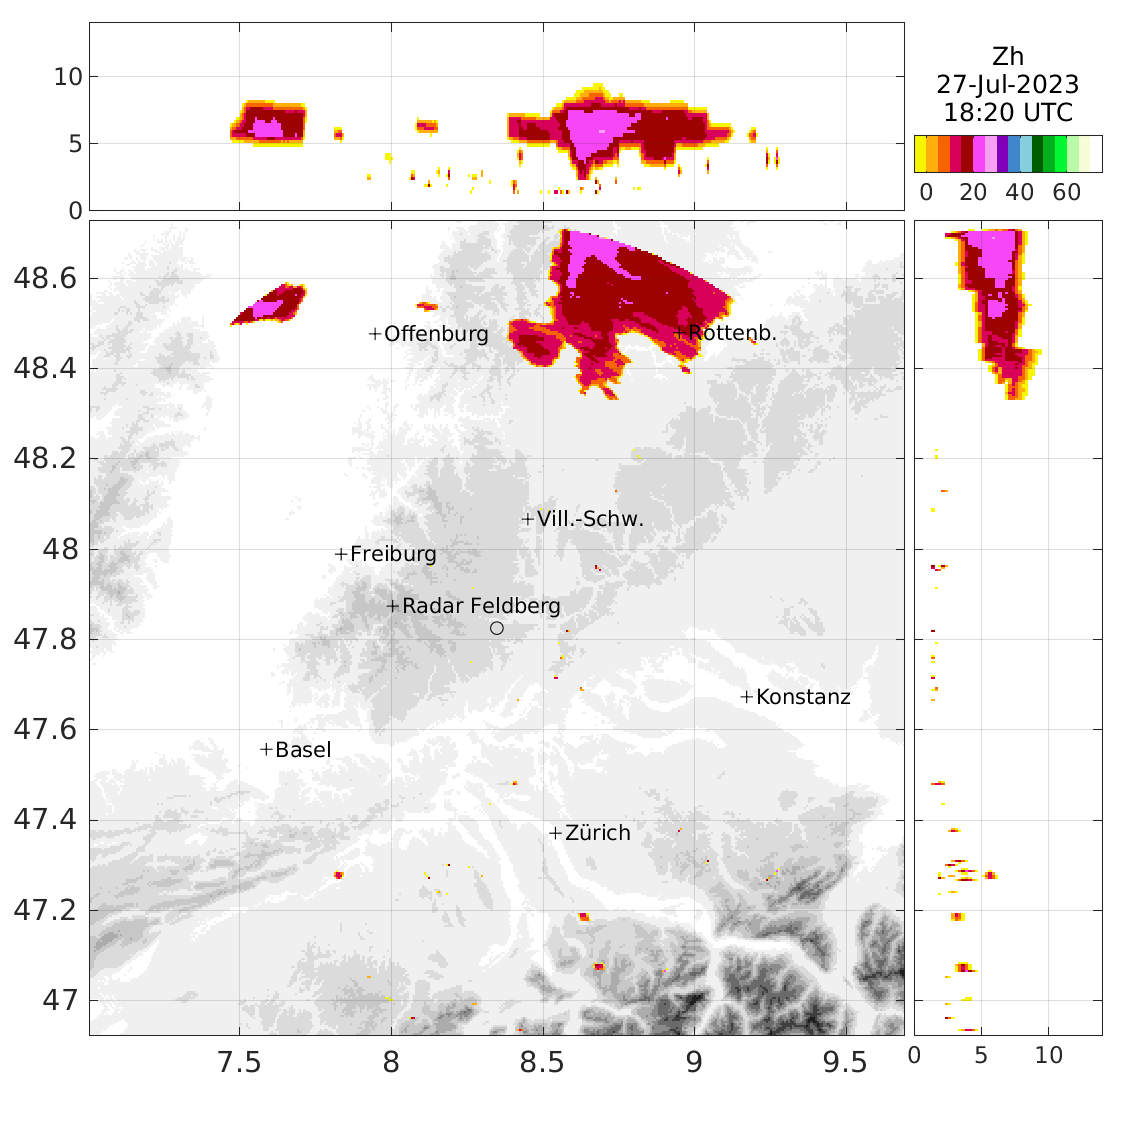 10
5
0
Zh
27-Jul-2023
18:20 UTC
0 20 40 60
48.6
48.4
48.2
48
47.8
47.6
47.4
47.2
47
Offenburg
Rottenb.
Vill.-Schw.
Freiburg
Radar Feldberg
Konstanz
Basel
Zürich
7.5 8 8.5 9 9.5
0 5 10